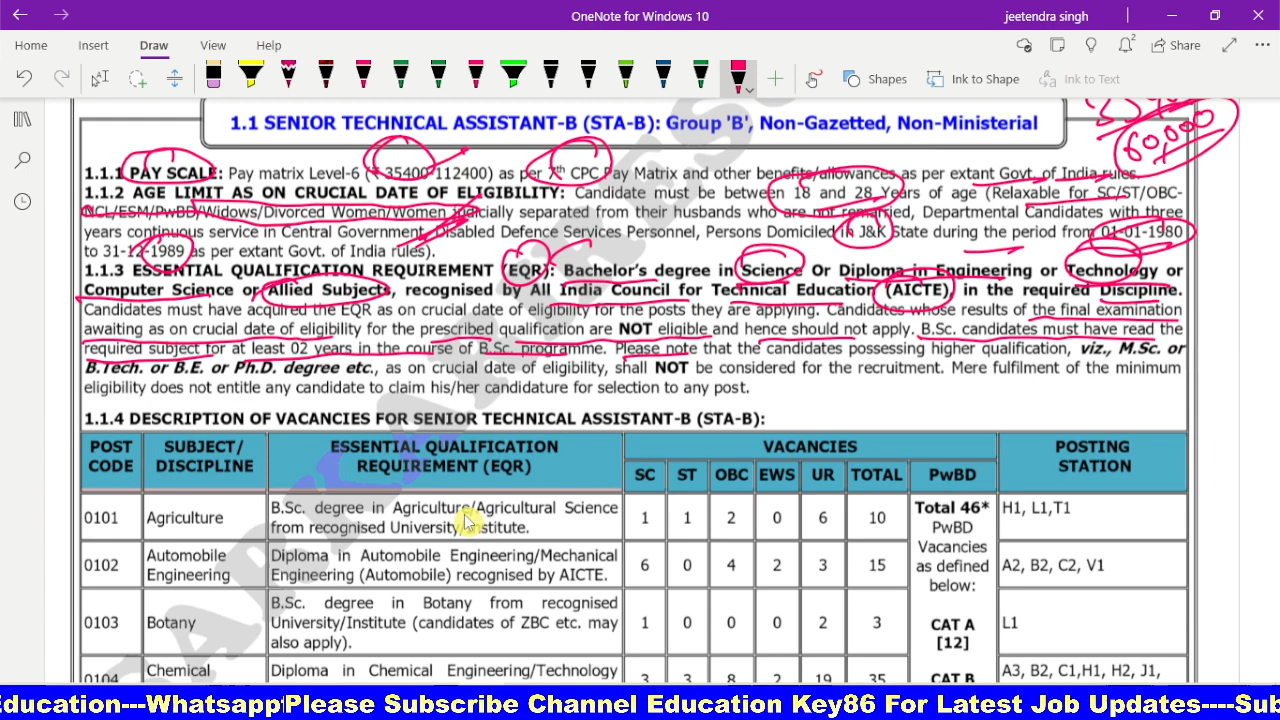 OneNote for Windows 10
jeetendra singh
Home Insert Draw View Help
Share
Shapes
Ink to Shape
Ink to Text
60,000
1.1 SENIOR TECHNICAL ASSISTANT-B (STA-B): Group 'B', Non-Gazetted, Non-Ministerial
1.1.1 PAY SCALE: Pay matrix Level-6 (₹ 35400-112400) as per 7th CPC Pay Matrix and other benefits/allowances as per extant Govt. of India rules.
1.1.2 AGE LIMIT AS ON CRUCIAL DATE OF ELIGIBILITY: Candidate must be between 18 and 28 Years of age (Relaxable for SC/ST/OBC-
NCL/ESM/PwBD/Widows/Divorced Women/Women judicially separated from their husbands who are not remarried, Departmental Candidates with three
years continuous service in Central Government, Disabled Defence Services Personnel, Persons Domiciled in J&K State during the period from 01-01-1980
to 31-12-1989 as per extant Govt. of India rules).
1.1.3 ESSENTIAL QUALIFICATION REQUIREMENT (EQR): Bachelor's degree in Science Or Diploma in Engineering or Technology or
Computer Science or Allied Subjects, recognised by All India Council for Technical Education (AICTE), in the required Discipline.
Candidates must have acquired the EQR as on crucial date of eligibility for the posts they are applying. Candidates whose results of the final examination
awaiting as on crucial date of eligibility for the prescribed qualification are NOT eligible and hence should not apply. B.Sc. candidates must have read the
required subject for at least 02 years in the course of B.Sc. programme. Please note that the candidates possessing higher qualification, viz., M.Sc. or
B.Tech. or B.E. or Ph.D. degree etc., as on crucial date of eligibility, shall NOT be considered for the recruitment. Mere fulfilment of the minimum
eligibility does not entitle any candidate to claim his/her candidature for selection to any post.
1.1.4 DESCRIPTION OF VACANCIES FOR SENIOR TECHNICAL ASSISTANT-B (STA-B):
POST CODE SUBJECT/ DISCIPLINE ESSENTIAL QUALIFICATION REQUIREMENT (EQR) VACANCIES POSTING STATION
SC ST OBC EWS UR TOTAL PwBD
0101 Agriculture B.Sc. degree in Agriculture/Agricultural Science from recognised University/Institute. 1 1 2 0 6 10 H1, L1,T1
0102 Automobile Engineering Diploma in Automobile Engineering/Mechanical Engineering (Automobile) recognised by AICTE. 6 0 4 2 3 15 A2, B2, C2, V1
0103 Botany B.Sc. degree in Botany from recognised University/Institute (candidates of ZBC etc. may also apply). 1 0 0 0 2 3 L1
0104 Chemical Diploma in Chemical Engineering/Technology 3 3 8 2 19 35 A3, B2, C1,H1, H2, J1,
Total 46*
PwBD
Vacancies
as defined
below:
CAT A
[12]
CAT B
Education---Whatsapp Please Subscribe Channel Education Key86 For Latest Job Updates----Sub